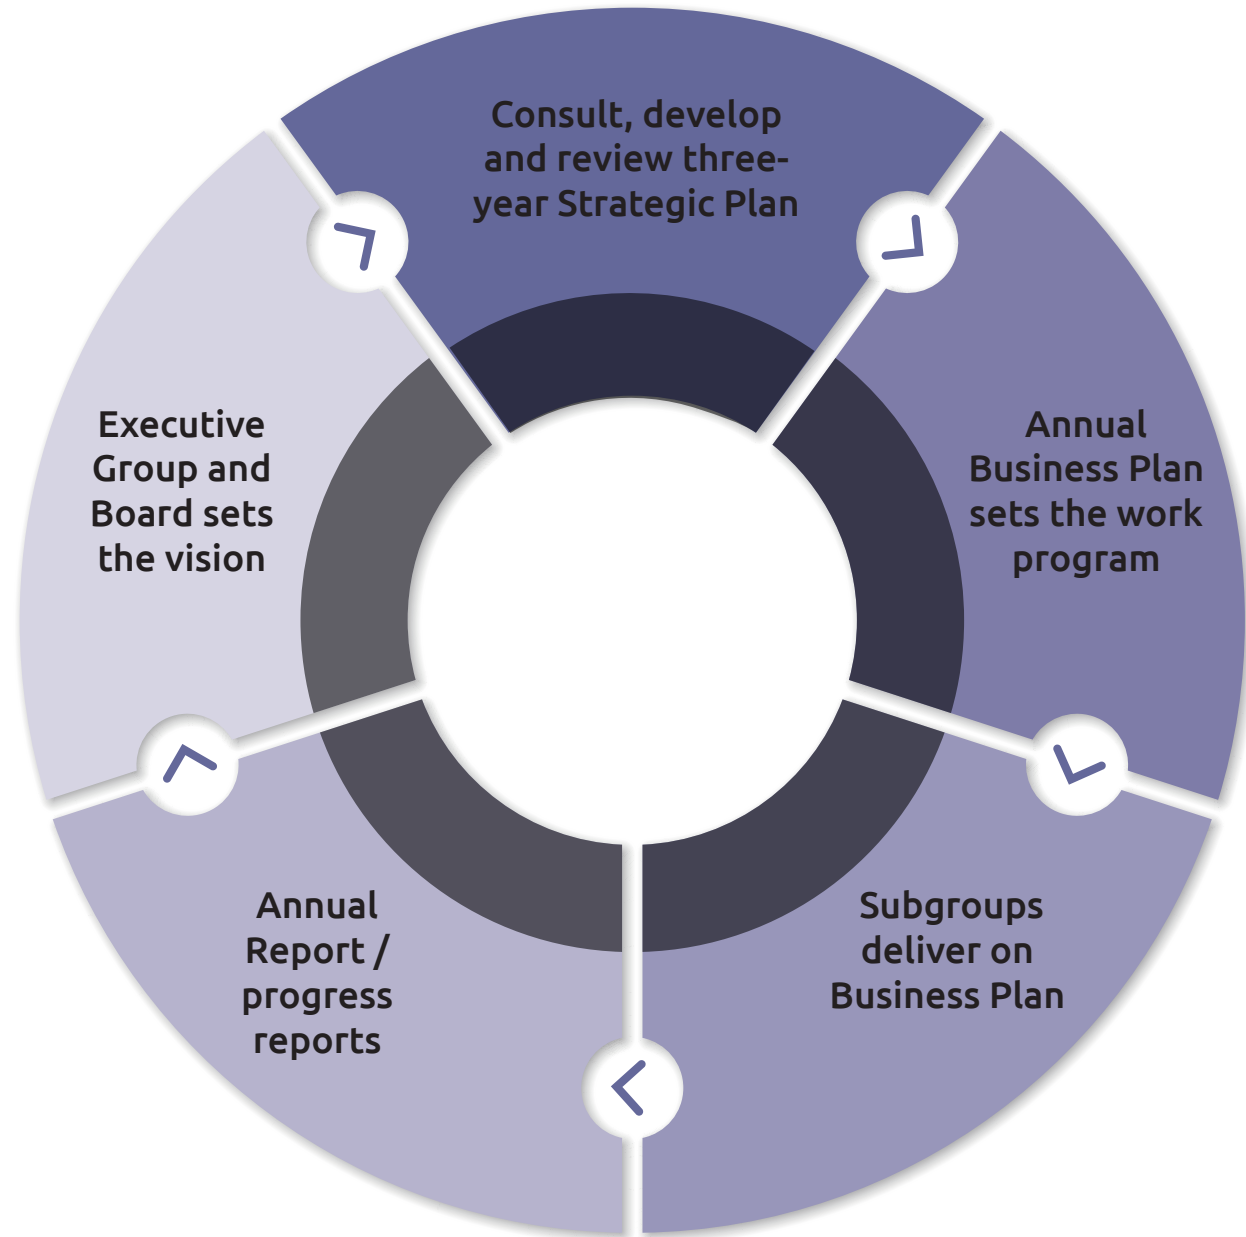 Consult, develop
and review three-
year Strategic Plan
Annual
Business Plan
sets the work
program
Subgroups
deliver on
Business Plan
Annual
Report /
progress
reports
Executive
Group and
Board sets
the vision